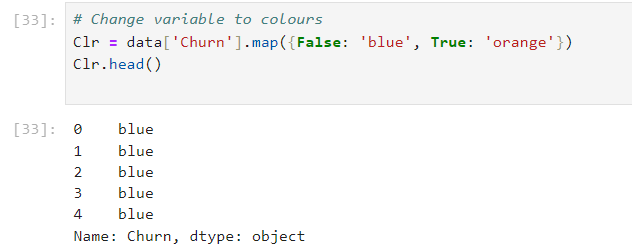 [33]: # Change variable to colours
Clr = data['Churn'].map({False: 'blue', True: 'orange'})
Clr.head()
[33]: 0    blue
1    blue
2    blue
3    blue
4    blue
Name: Churn, dtype: object